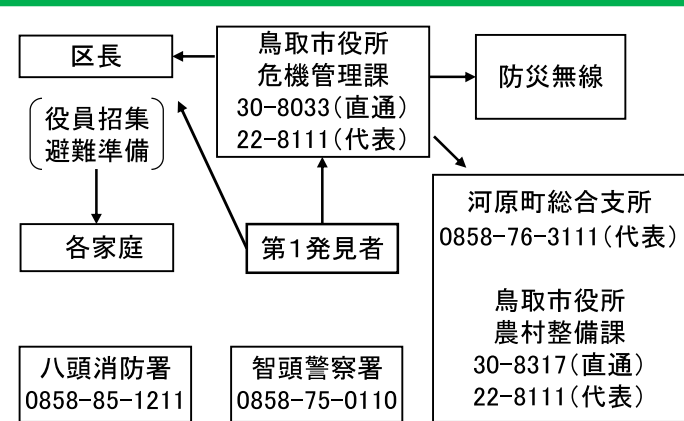 区長
役員招集
避難準備
各家庭
鳥取市役所
危機管理課
30-8033(直通)
22-8111(代表)
第1発見者
防災無線
河原町総合支所
0858-76-3111(代表)
鳥取市役所
農村整備課
30-8317(直通)
22-8111(代表)
八頭消防署
0858-85-1211
智頭警察署
0858-75-0110